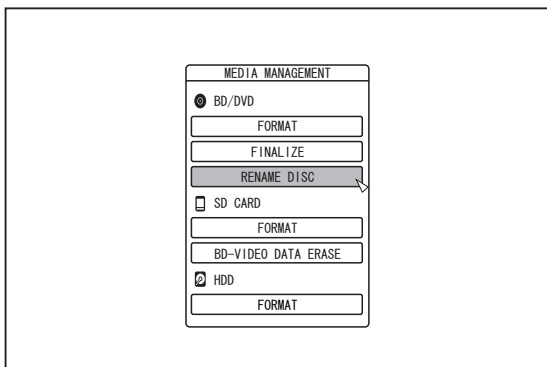 MEDIA MANAGEMENT
BD/DVD
FORMAT
FINALIZE
RENAME DISC
SD CARD
FORMAT
BD-VIDEO DATA ERASE
HDD
FORMAT